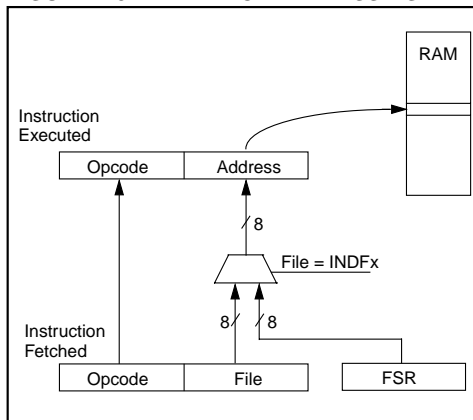 RAM
Instruction
Executed
Opcode Address
8
File = INDFx
8 8
Instruction
Fetched
Opcode File FSR